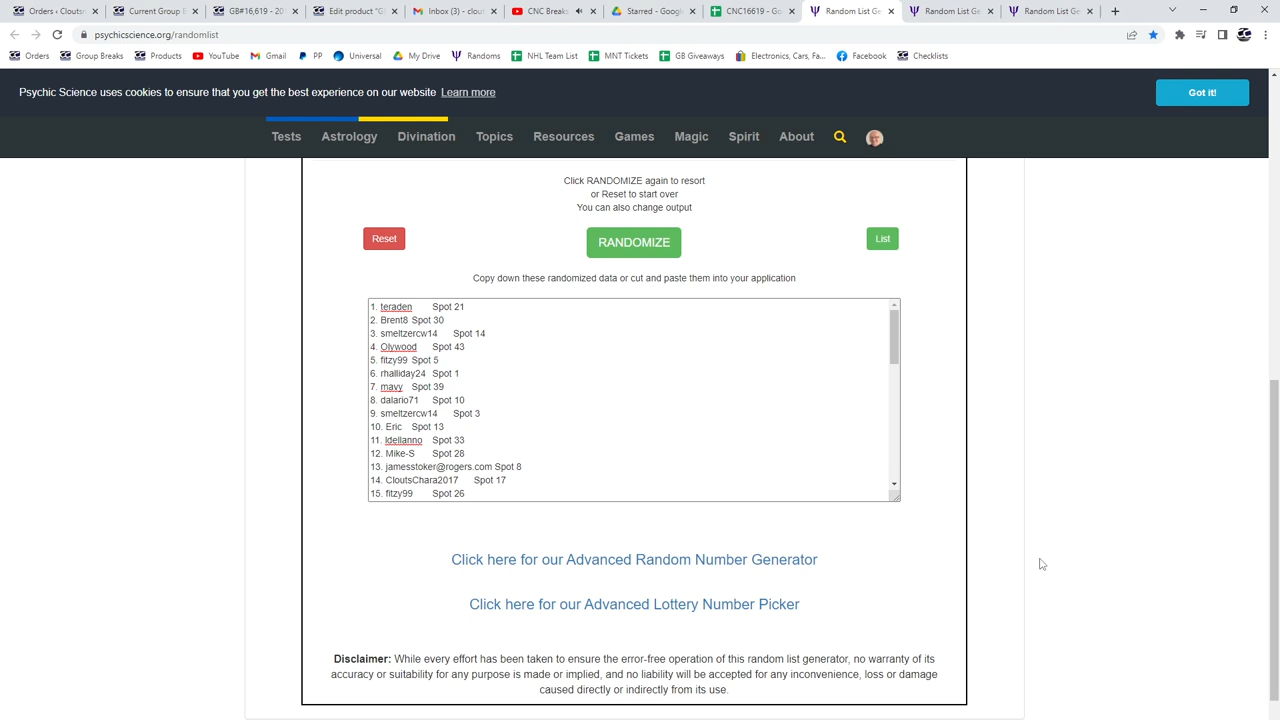 Orders ‹ Clouts
Current Group
GB#16619 - 201
Edit product "G
Inbox (3) - clou
CNC Breaks
Starred - Googl
CNC16619 - Go
Random List Ge
Random List Ge
Random List Ge
psychicscience.org/randomlist
Orders
Group Breaks
Products
YouTube
Gmail
PP
Universal
My Drive
Randoms
NHL Team List
MNT Tickets
GB Giveaways
Electronics, Cars, Fa...
Facebook
Checklists
Psychic Science uses cookies to ensure that you get the best experience on our website Learn more
Got it!
Tests Astrology Divination Topics Resources Games Magic Spirit About
Click RANDOMIZE again to resort
or Reset to start over
You can also change output
Reset
RANDOMIZE
List
Copy down these randomized data or cut and paste them into your application
1. teraden Spot 21
2. Brent8 Spot 30
3. smeltzercw14 Spot 14
4. Olywood Spot 43
5. fitzy99 Spot 5
6. rhalliday24 Spot 1
7. mavy Spot 39
8. dalario71 Spot 10
9. smeltzercw14 Spot 3
10. Eric Spot 13
11. ldellanno Spot 33
12. Mike-S Spot 28
13. jamesstoker@rogers.com Spot 8
14. CloutsChara2017 Spot 17
15. fitzy99 Spot 26
Click here for our Advanced Random Number Generator
Click here for our Advanced Lottery Number Picker
Disclaimer: While every effort has been taken to ensure the error-free operation of this random list generator, no warranty of its
accuracy or suitability for any purpose is made or implied, and no liability will be accepted for any inconvenience, loss or damage
caused directly or indirectly from its use.